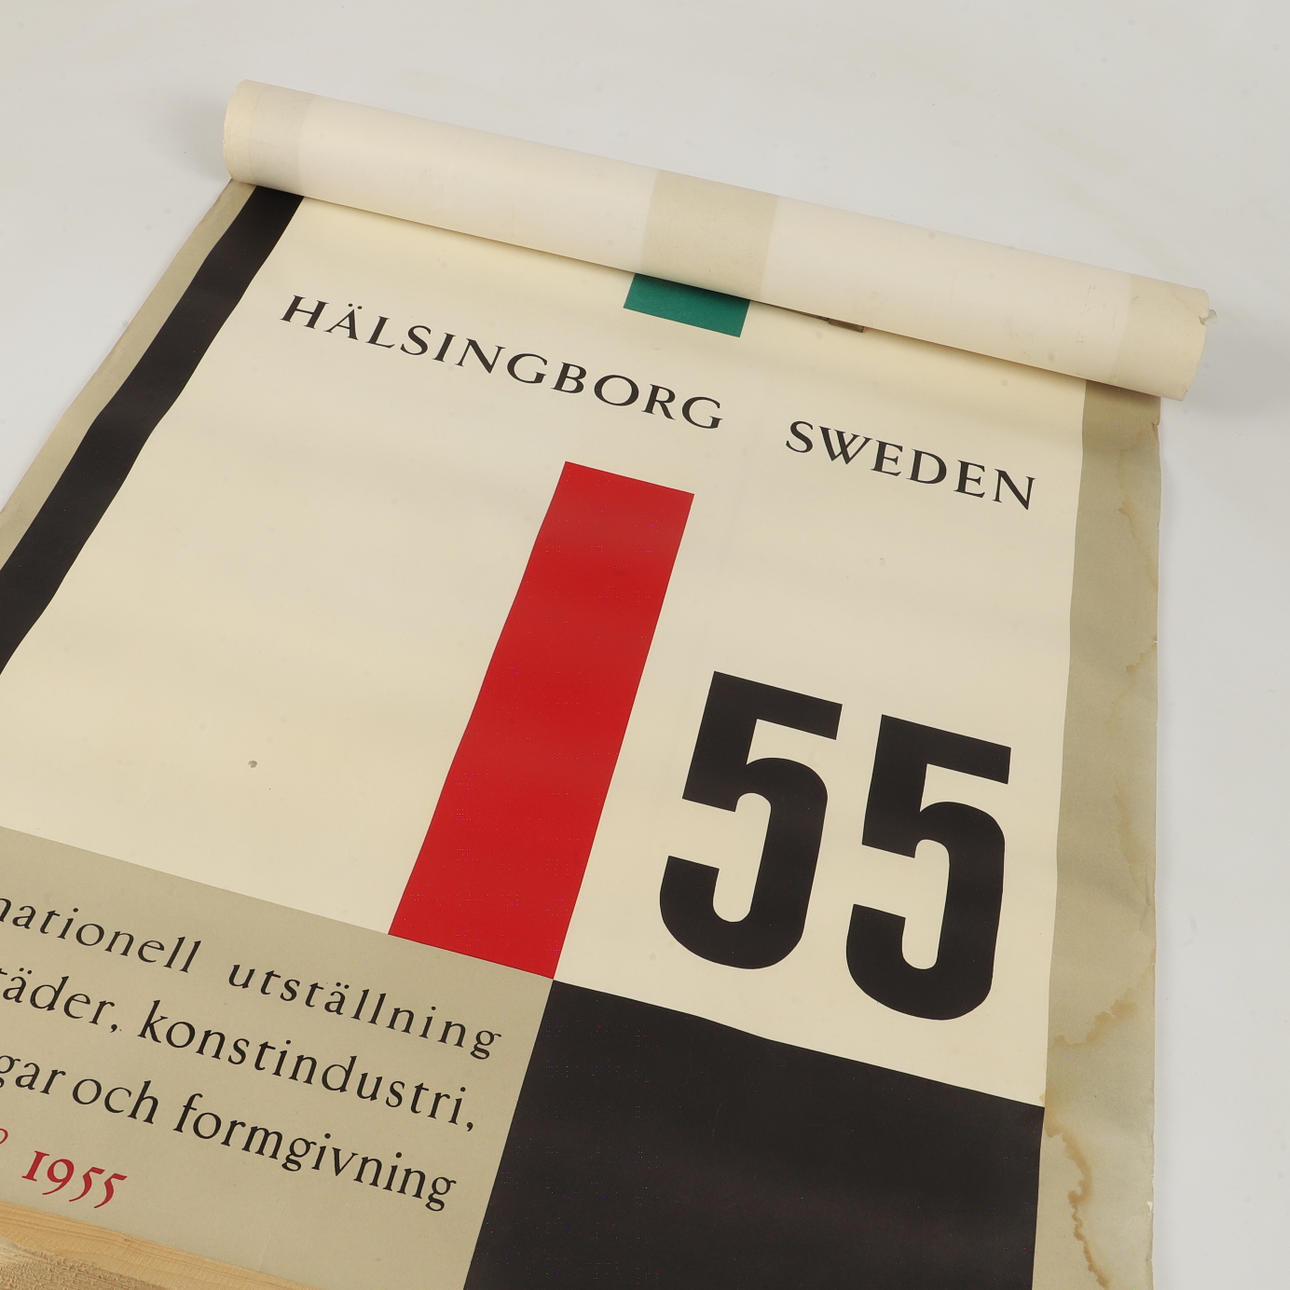 HÄLSINGBORG SWEDEN
55
nationell utställning
täder, konstindustri,
gar och formgivning
1955